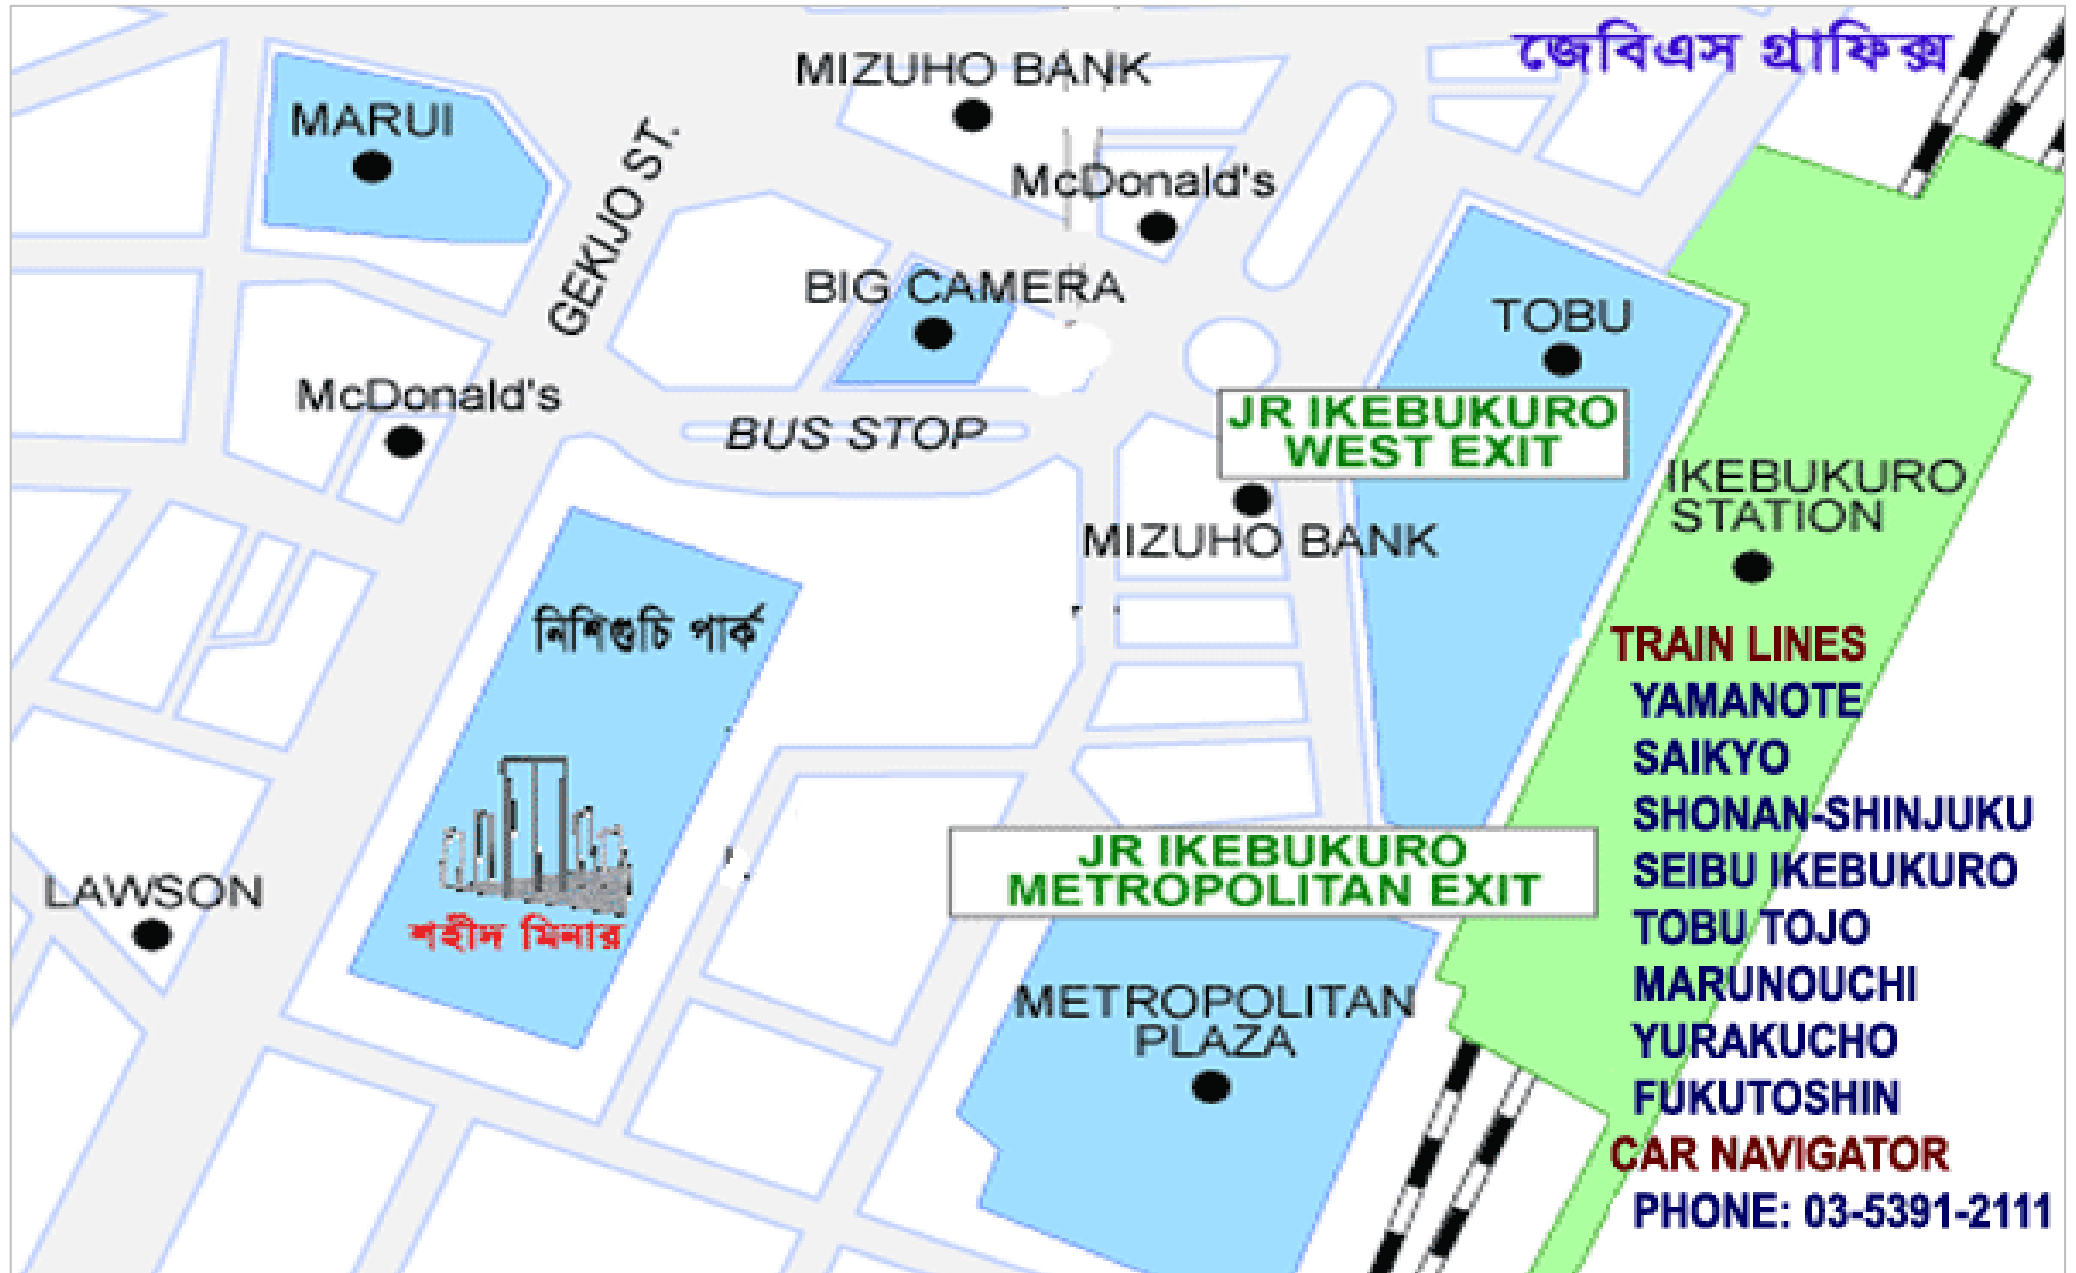 জেবিএস গ্রাফিক্স
MIZUHO BANK
MARUI
GEKIJO ST.
McDonald's
BIG CAMERA
TOBU
McDonald's
BUS STOP
JR IKEBUKURO
WEST EXIT
IKEBUKURO
STATION
MIZUHO BANK
নিশিগুচি পার্ক
TRAIN LINES
YAMANOTE
SAIKYO
SHONAN-SHINJUKU
SEIBU IKEBUKURO
TOBU TOJO
MARUNOUCHI
YURAKUCHO
FUKUTOSHIN
CAR NAVIGATOR
PHONE: 03-5391-2111
JR IKEBUKURO
METROPOLITAN EXIT
LAWSON
শহীদ মিনার
METROPOLITAN
PLAZA